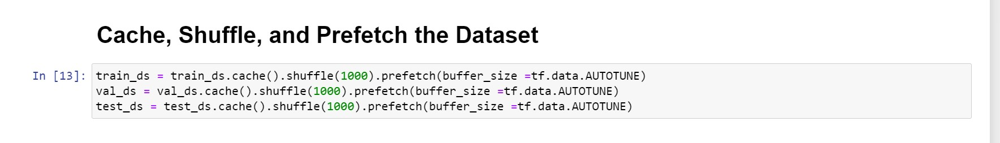 Cache, Shuffle, and Prefetch the Dataset
In [13]: train_ds = train_ds.cache().shuffle(1000).prefetch(buffer_size =tf.data.AUTOTUNE)
val_ds = val_ds.cache().shuffle(1000).prefetch(buffer_size =tf.data.AUTOTUNE)
test_ds = test_ds.cache().shuffle(1000).prefetch(buffer_size =tf.data.AUTOTUNE)